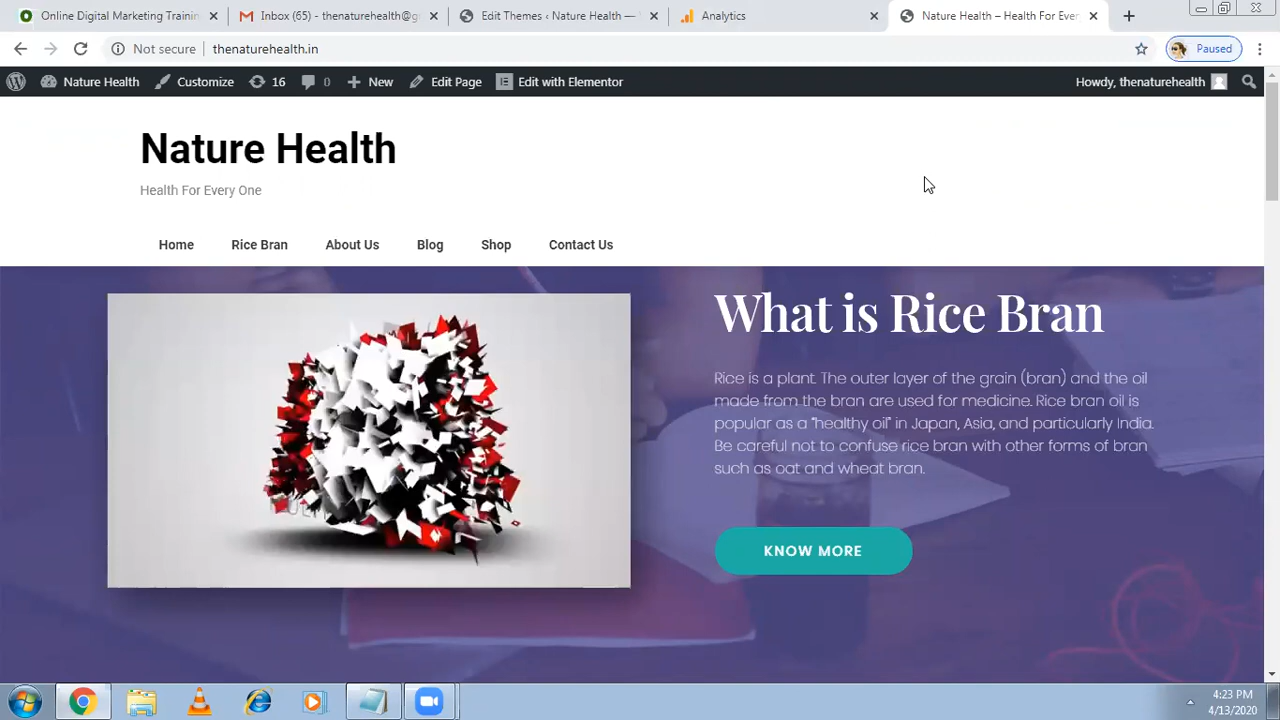 Online Digital Marketing Trainin
Inbox (65) - thenaturehealth@g
Edit Themes ‹ Nature Health —
Analytics
Nature Health – Health For Ever
Not secure
thenaturehealth.in
Paused
Nature Health
Customize
16
0
New
Edit Page
Edit with Elementor
Howdy, thenaturehealth
Nature Health
Health For Every One
Home
Rice Bran
About Us
Blog
Shop
Contact Us
What is Rice Bran
Rice is a plant. The outer layer of the grain (bran) and the oil
made from the bran are used for medicine. Rice bran oil is
popular as a "healthy oil" in Japan, Asia, and particularly India.
Be careful not to confuse rice bran with other forms of bran
such as oat and wheat bran.
KNOW MORE
4:23 PM
4/13/2020